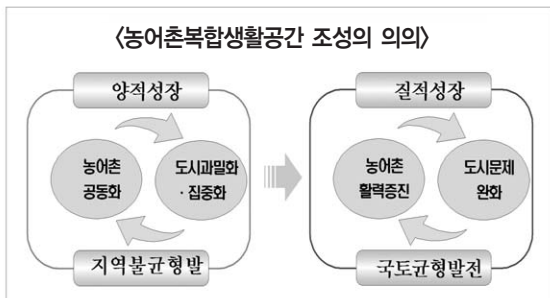 〈농어촌복합생활공간 조성의 의의〉
양적성장
농어촌
공동화
도시과밀화
· 집중화
지역불균형발
질적성장
농어촌
활력증진
도시문제
완화
국토균형발전